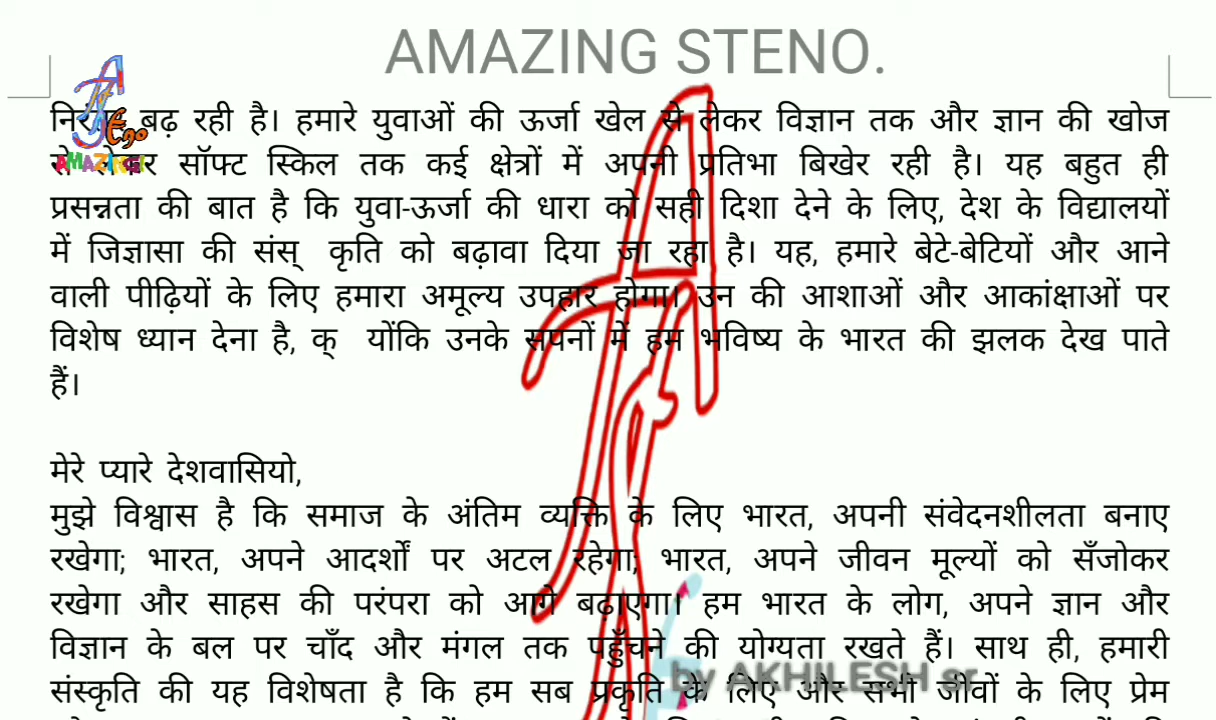 AMAZING STENO.
बढ़ रही है। हमारे युवाओं की ऊर्जा खेल से लेकर विज्ञान तक और ज्ञान की खोज
से लेकर सॉफ्ट स्किल तक कई क्षेत्रों में अपनी प्रतिभा बिखेर रही है। यह बहुत ही
प्रसन्नता की बात है कि युवा-ऊर्जा की धारा को सही दिशा देने के लिए, देश के विद्यालयों
में जिज्ञासा की संस् कृति को बढ़ावा दिया जा रहा है। यह, हमारे बेटे-बेटियों और आने
वाली पीढ़ियों के लिए हमारा अमूल्य उपहार होगा। उन की आशाओं और आकांक्षाओं पर
विशेष ध्यान देना है, क् योंकि उनके सपनों में हम भविष्य के भारत की झलक देख पाते
हैं।
मेरे प्यारे देशवासियो,
मुझे विश्वास है कि समाज के अंतिम व्यक्ति के लिए भारत, अपनी संवेदनशीलता बनाए
रखेगा; भारत, अपने आदर्शों पर अटल रहेगा; भारत, अपने जीवन मूल्यों को सँजोकर
रखेगा और साहस की परंपरा को आगे बढ़ाएगा। हम भारत के लोग, अपने ज्ञान और
विज्ञान के बल पर चाँद और मंगल तक पहुँचने की योग्यता रखते हैं। साथ ही, हमारी
संस्कृति की यह विशेषता है कि हम सब प्रकृति के लिए और सभी जीवों के लिए प्रेम
by AKHILESH sr